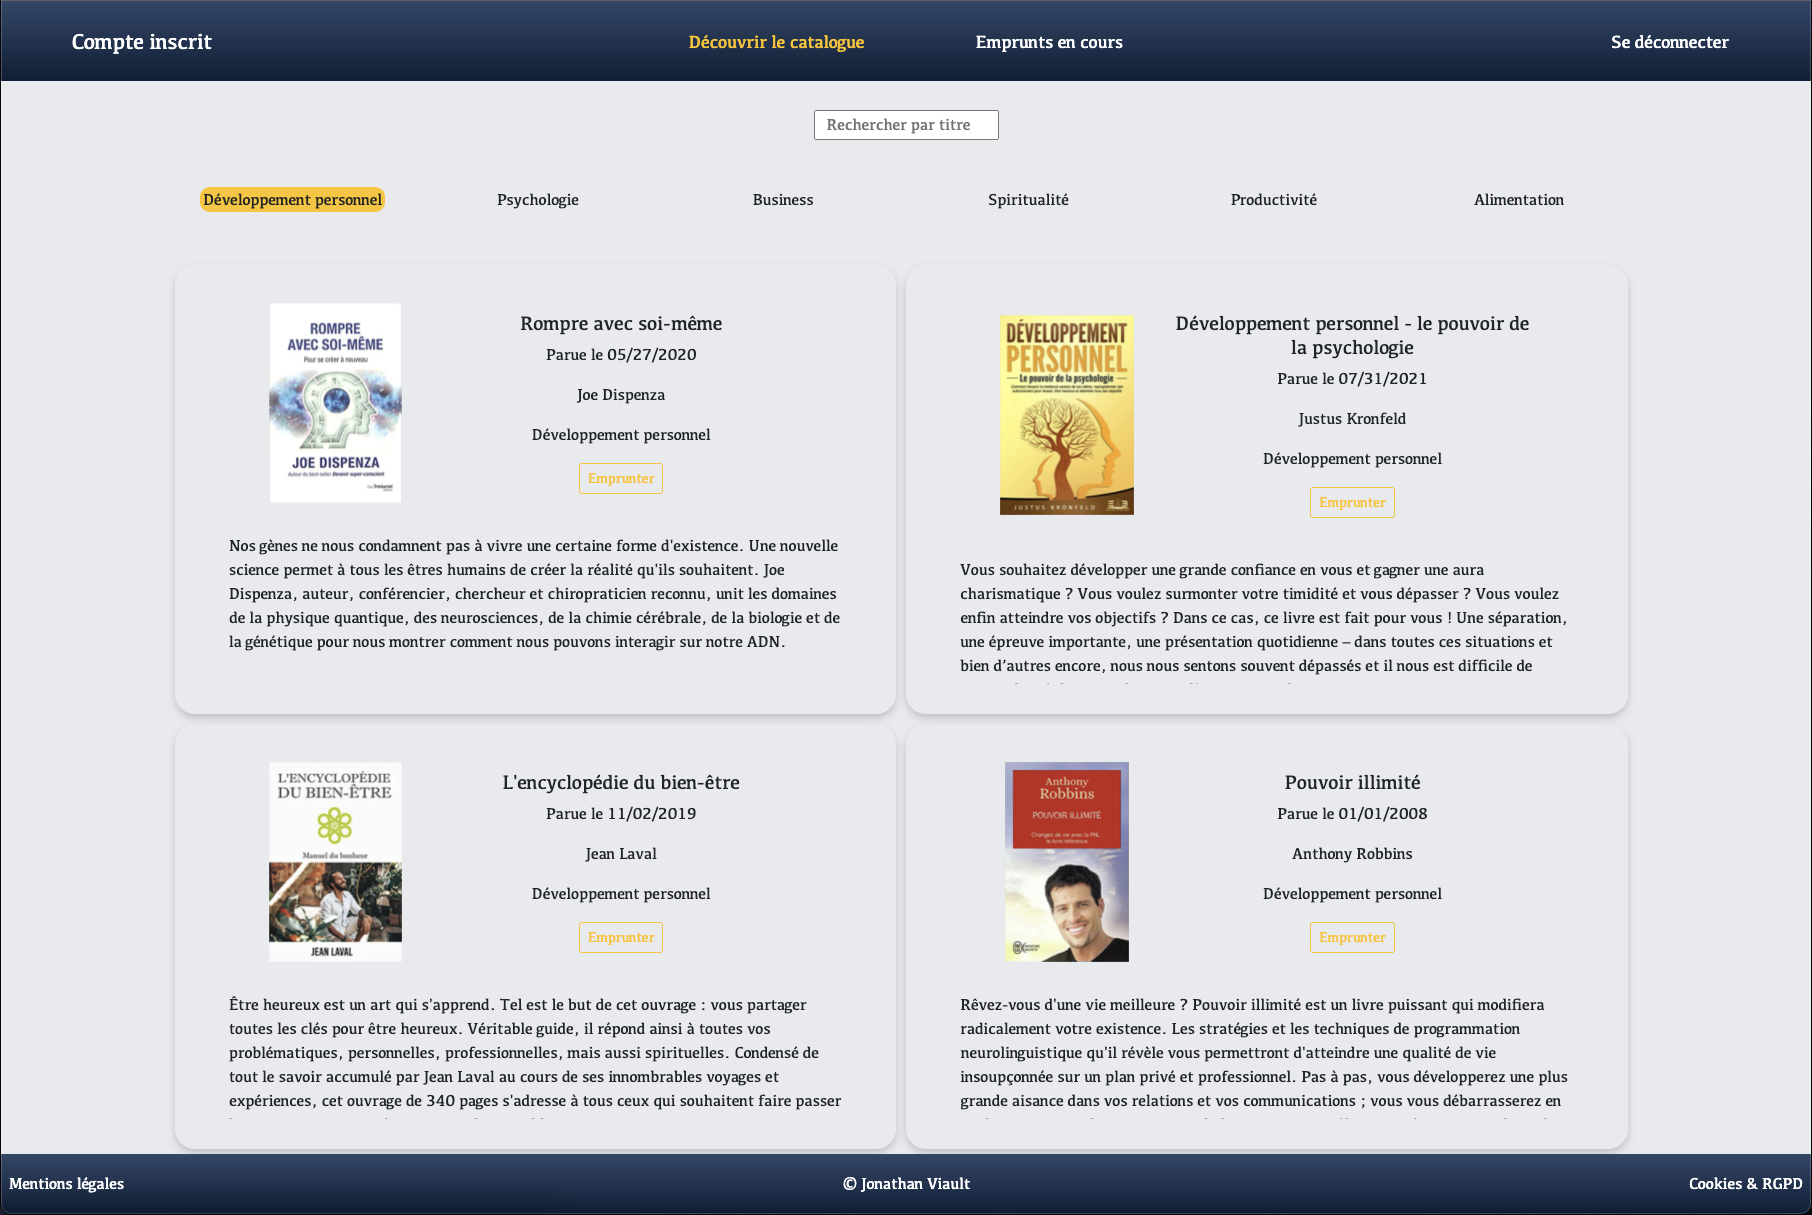 Compte inscrit
Découvrir le catalogue
Emprunts en cours
Se déconnecter
Rechercher par titre
Développement personnel
Psychologie
Business
Spiritualité
Productivité
Alimentation
ROMPRE
AVEC SOI-MÊME
Pour se créer à nouveau
JOE DISPENZA
Auteur du best-seller Devenir super-conscient
Rompre avec soi-même
Parue le 05/27/2020
Joe Dispenza
Développement personnel
Emprunter
Nos gènes ne nous condamnent pas à vivre une certaine forme d'existence. Une nouvelle
science permet à tous les êtres humains de créer la réalité qu'ils souhaitent. Joe
Dispenza, auteur, conférencier, chercheur et chiropraticien reconnu, unit les domaines
de la physique quantique, des neurosciences, de la chimie cérébrale, de la biologie et de
la génétique pour nous montrer comment nous pouvons interagir sur notre ADN.
DÉVELOPPEMENT
PERSONNEL
Le pouvoir de la psychologie
JUSTUS KRONFELD
Développement personnel - le pouvoir de
la psychologie
Parue le 07/31/2021
Justus Kronfeld
Développement personnel
Emprunter
Vous souhaitez développer une grande confiance en vous et gagner une aura
charismatique ? Vous voulez surmonter votre timidité et vous dépasser ? Vous voulez
enfin atteindre vos objectifs ? Dans ce cas, ce livre est fait pour vous ! Une séparation,
une épreuve importante, une présentation quotidienne – dans toutes ces situations et
bien d’autres encore, nous nous sentons souvent dépassés et il nous est difficile de
L'ENCYCLOPÉDIE
DU BIEN-ÊTRE
Manuel du bonheur
JEAN LAVAL
L'encyclopédie du bien-être
Parue le 11/02/2019
Jean Laval
Développement personnel
Emprunter
Être heureux est un art qui s'apprend. Tel est le but de cet ouvrage : vous partager
toutes les clés pour être heureux. Véritable guide, il répond ainsi à toutes vos
problématiques, personnelles, professionnelles, mais aussi spirituelles. Condensé de
tout le savoir accumulé par Jean Laval au cours de ses innombrables voyages et
expériences, cet ouvrage de 340 pages s'adresse à tous ceux qui souhaitent faire passer
Anthony
Robbins
POUVOIR ILLIMITÉ
Changez de vie avec la PNL :
le livre référence
Pouvoir illimité
Parue le 01/01/2008
Anthony Robbins
Développement personnel
Emprunter
Rêvez-vous d'une vie meilleure ? Pouvoir illimité est un livre puissant qui modifiera
radicalement votre existence. Les stratégies et les techniques de programmation
neurolinguistique qu'il révèle vous permettront d'atteindre une qualité de vie
insoupçonnée sur un plan privé et professionnel. Pas à pas, vous développerez une plus
grande aisance dans vos relations et vos communications ; vous vous débarrasserez en
Mentions légales
© Jonathan Viault
Cookies & RGPD